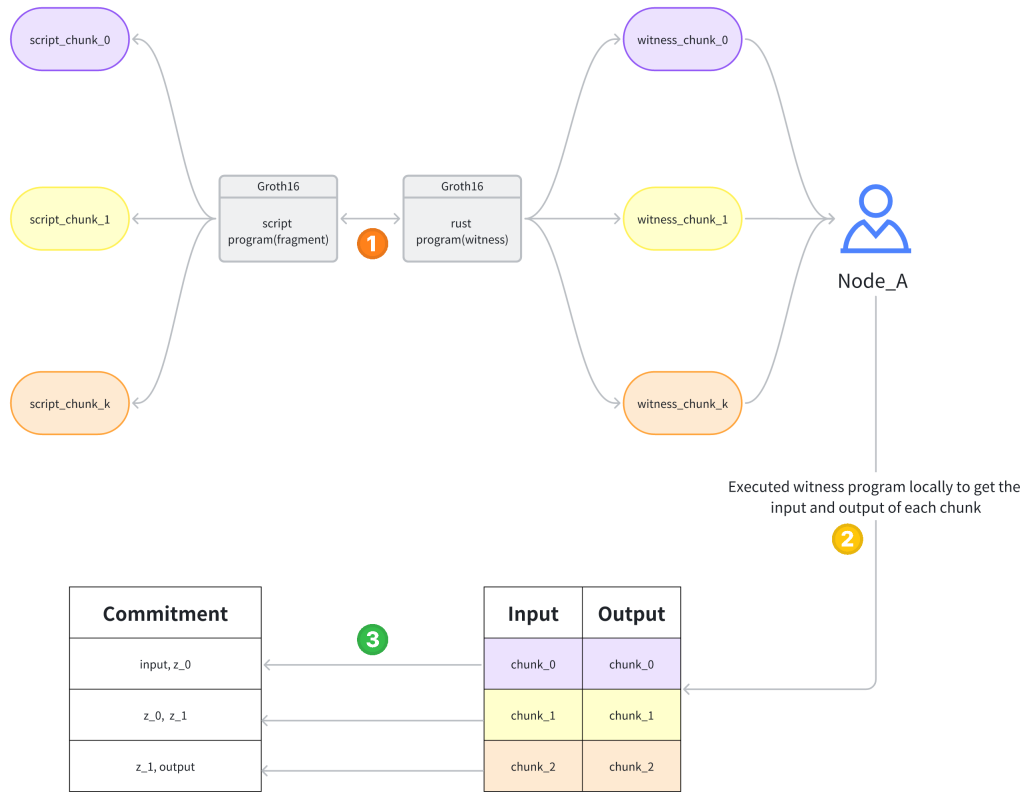 script_chunk_0
witness_chunk_0
Groth16
script
program(fragment)
Groth16
rust
program(witness)
script_chunk_1
witness_chunk_1
1
Node_A
script_chunk_k
witness_chunk_k
Executed witness program locally to get the
input and output of each chunk
2
Commitment
input, z_0
z_0, z_1
z_1, output
3
Input Output
chunk_0 chunk_0
chunk_1 chunk_1
chunk_2 chunk_2